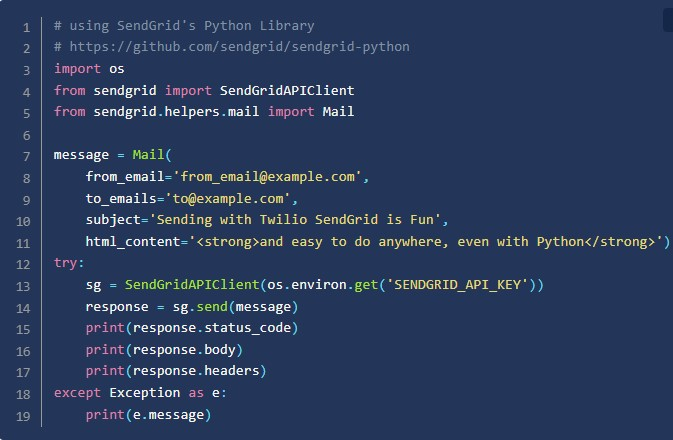 1 # using SendGrid's Python Library
2 # https://github.com/sendgrid/sendgrid-python
3 import os
4 from sendgrid import SendGridAPIClient
5 from sendgrid.helpers.mail import Mail
6
7 message = Mail(
8     from_email='from_email@example.com',
9     to_emails='to@example.com',
10     subject='Sending with Twilio SendGrid is Fun',
11     html_content='<strong>and easy to do anywhere, even with Python</strong>')
12 try:
13     sg = SendGridAPIClient(os.environ.get('SENDGRID_API_KEY'))
14     response = sg.send(message)
15     print(response.status_code)
16     print(response.body)
17     print(response.headers)
18 except Exception as e:
19     print(e.message)